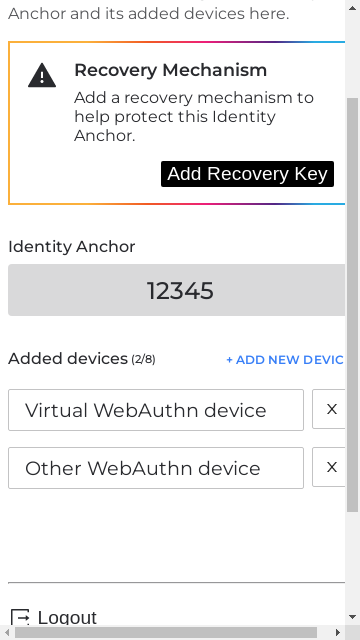 Anchor and its added devices here.
Recovery Mechanism
Add a recovery mechanism to
help protect this Identity
Anchor.
Add Recovery Key
Identity Anchor
12345
Added devices (2/8)
+ ADD NEW DEVIC
Virtual WebAuthn device
X
Other WebAuthn device
X
Logout